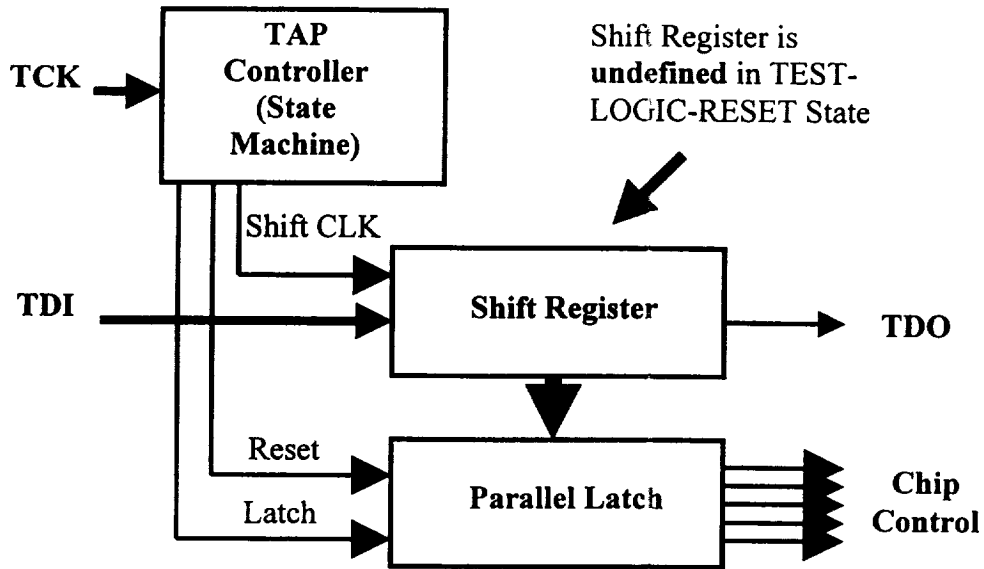 TAP
Controller
(State
Machine)
TCK
Shift Register is
undefined in TEST-
LOGIC-RESET State
Shift CLK
TDI
Shift Register
TDO
Reset
Latch
Parallel Latch
Chip
Control